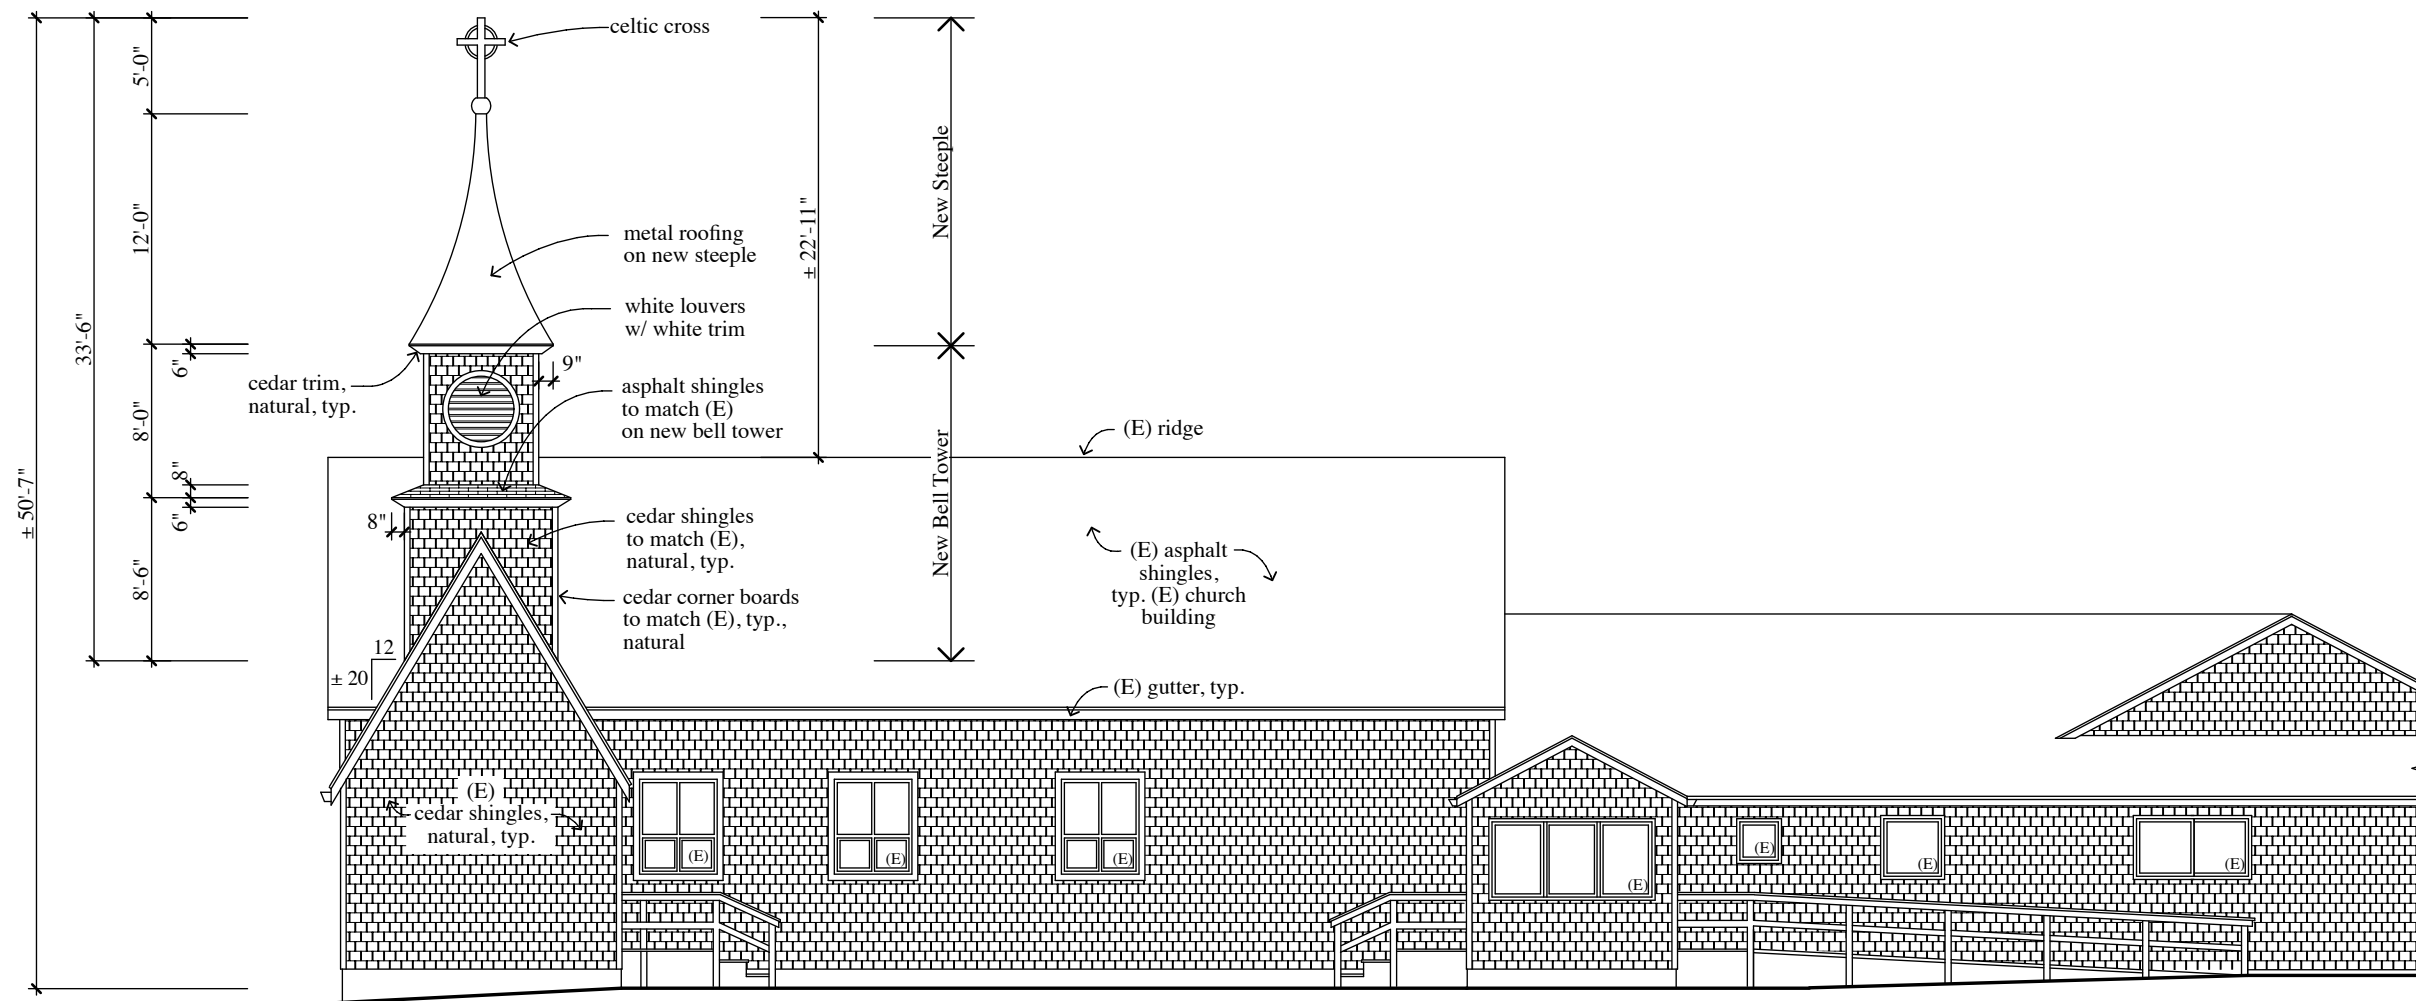 celtic cross
5'-0"
12'-0"
± 22'-11"
New Steeple
metal roofing
on new steeple
white louvers
w/ white trim
33'-6"
6"
9"
cedar trim,
natural, typ.
asphalt shingles
to match (E)
on new bell tower
8'-0"
(E) ridge
± 50'-7"
8"
6"
8"
New Bell Tower
cedar shingles
to match (E),
natural, typ.
(E) asphalt
shingles,
typ. (E) church
building
8'-6"
cedar corner boards
to match (E), typ.,
natural
12
± 20
(E) gutter, typ.
(E)
cedar shingles,
natural, typ.
(E)
(E)
(E)
(E)
(E)
(E)
(E)